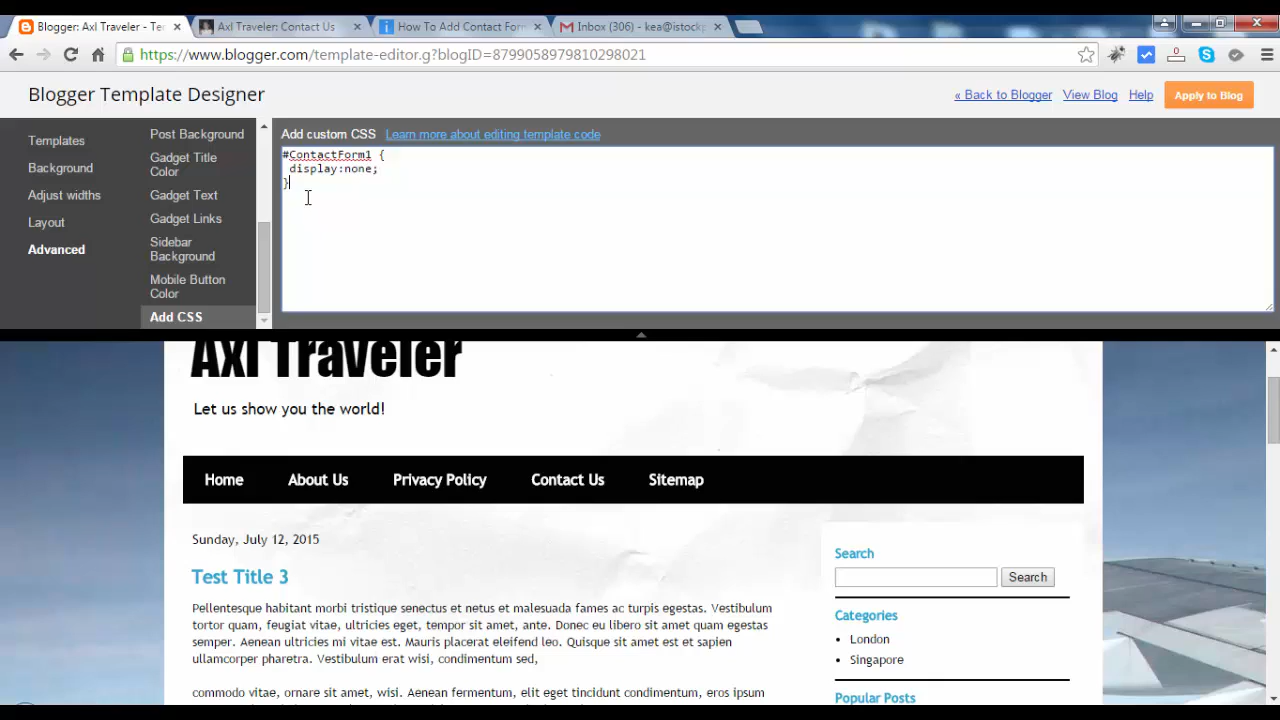 Blogger: Axl Traveler - Te
Axl Traveler: Contact Us
How To Add Contact For
Inbox (306) - kea@istock
https://www.blogger.com/template-editor.g?blogID=8799058979810298021
0
Blogger Template Designer
« Back to Blogger
View Blog
Help
Apply to Blog
Templates
Background
Adjust widths
Layout
Advanced
Post Background
Gadget Title
Color
Gadget Text
Gadget Links
Sidebar
Background
Mobile Button
Color
Add CSS
Add custom CSS Learn more about editing template code
#ContactForm1 {
display:none;
}
Axl Traveler
Let us show you the world!
Home About Us Privacy Policy Contact Us Sitemap
Sunday, July 12, 2015
Test Title 3
Pellentesque habitant morbi tristique senectus et netus et malesuada fames ac turpis egestas. Vestibulum
tortor quam, feugiat vitae, ultricies eget, tempor sit amet, ante. Donec eu libero sit amet quam egestas
semper. Aenean ultricies mi vitae est. Mauris placerat eleifend leo. Quisque sit amet est et sapien
ullamcorper pharetra. Vestibulum erat wisi, condimentum sed,
commodo vitae, ornare sit amet, wisi. Aenean fermentum, elit eget tincidunt condimentum, eros ipsum
Search
Search
Categories
London
Singapore
Popular Posts